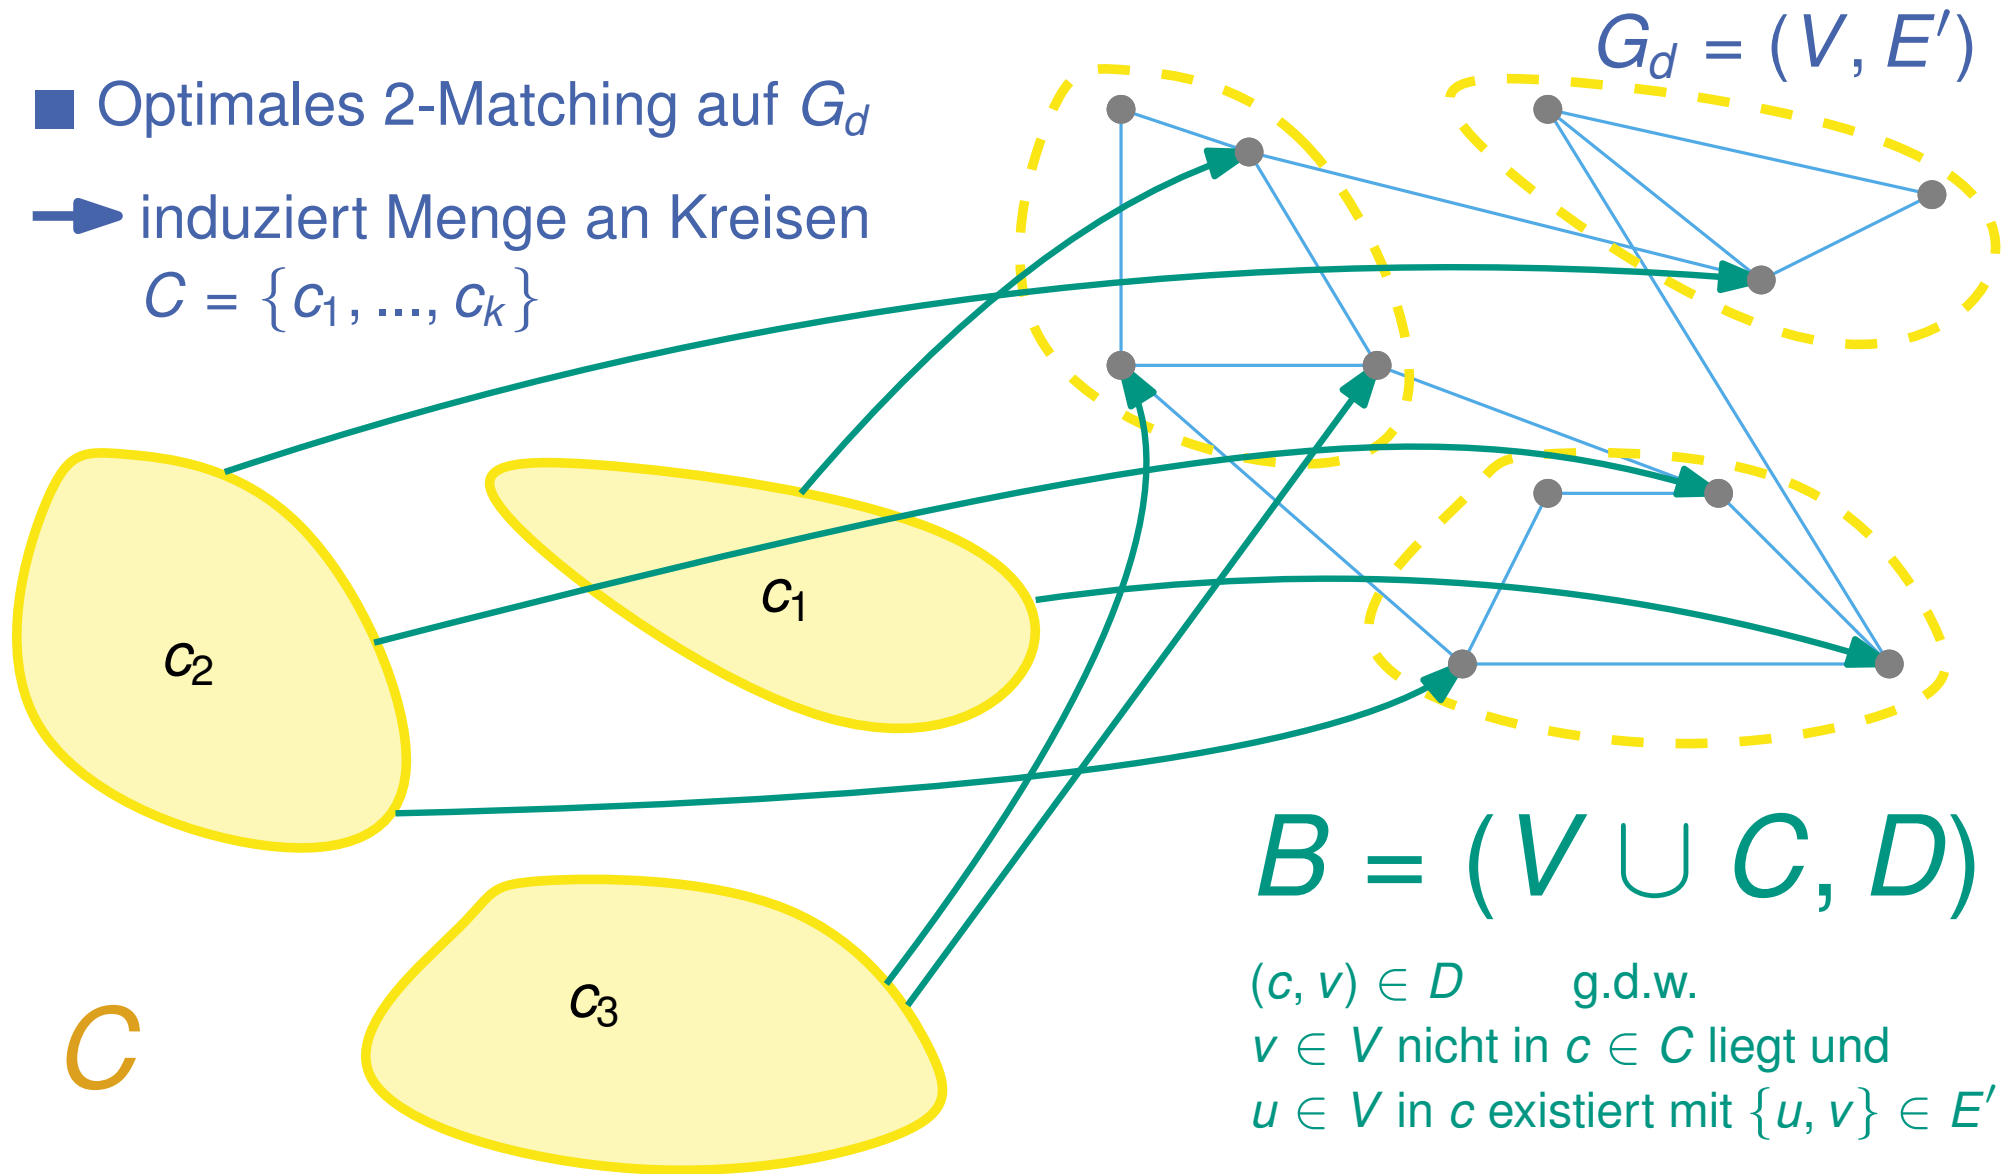 G_d = (V, E′)
Optimales 2-Matching auf G_d
induziert Menge an Kreisen
C = {c_1, ..., c_k}
c_1
c_2
c_3
C
B = (V ∪ C, D)
(c, v) ∈ D g.d.w.
v ∈ V nicht in c ∈ C liegt und
u ∈ V in c existiert mit {u, v} ∈ E′